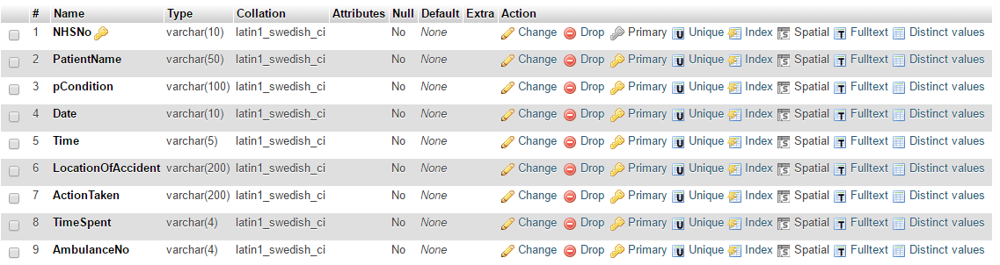 # Name Type Collation Attributes Null Default Extra Action
1 NHSNo varchar(10) latin1_swedish_ci No None Change Drop Primary Unique Index Spatial Fulltext Distinct values
2 PatientName varchar(50) latin1_swedish_ci No None Change Drop Primary Unique Index Spatial Fulltext Distinct values
3 pCondition varchar(100) latin1_swedish_ci No None Change Drop Primary Unique Index Spatial Fulltext Distinct values
4 Date varchar(10) latin1_swedish_ci No None Change Drop Primary Unique Index Spatial Fulltext Distinct values
5 Time varchar(5) latin1_swedish_ci No None Change Drop Primary Unique Index Spatial Fulltext Distinct values
6 LocationOfAccident varchar(200) latin1_swedish_ci No None Change Drop Primary Unique Index Spatial Fulltext Distinct values
7 ActionTaken varchar(200) latin1_swedish_ci No None Change Drop Primary Unique Index Spatial Fulltext Distinct values
8 TimeSpent varchar(4) latin1_swedish_ci No None Change Drop Primary Unique Index Spatial Fulltext Distinct values
9 AmbulanceNo varchar(4) latin1_swedish_ci No None Change Drop Primary Unique Index Spatial Fulltext Distinct values